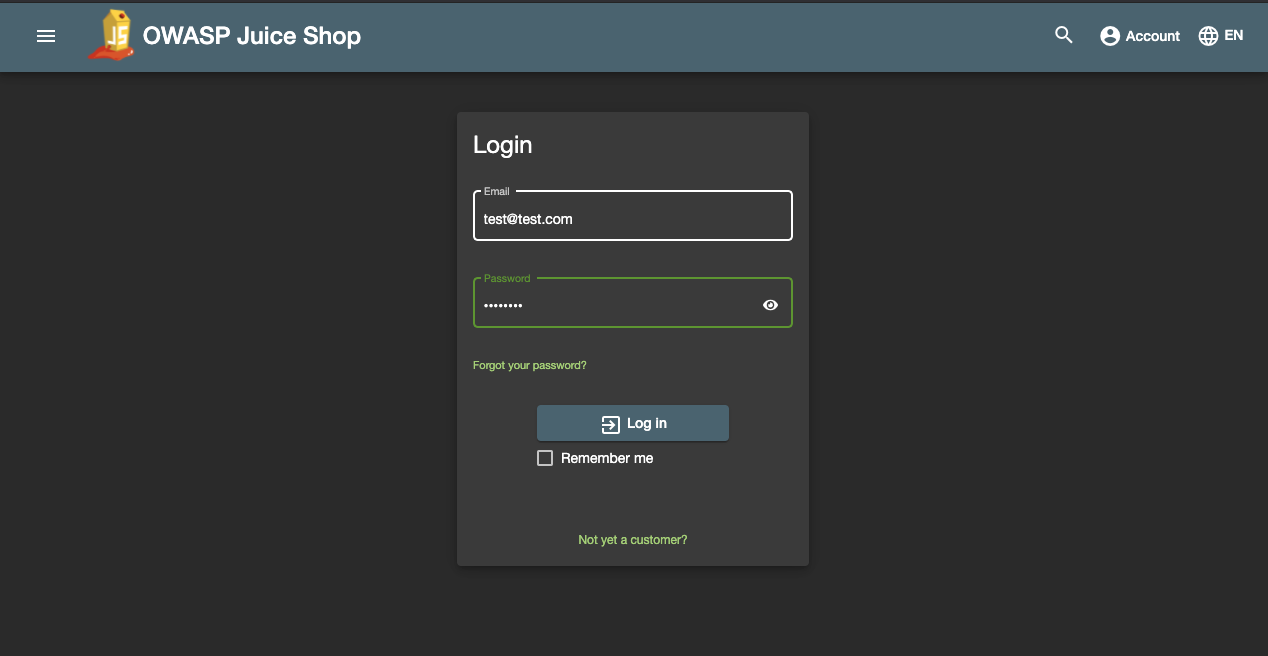 JS
OWASP Juice Shop
Account
EN
Login
Email
test@test.com
Password
••••••••
Forgot your password?
Log in
Remember me
Not yet a customer?